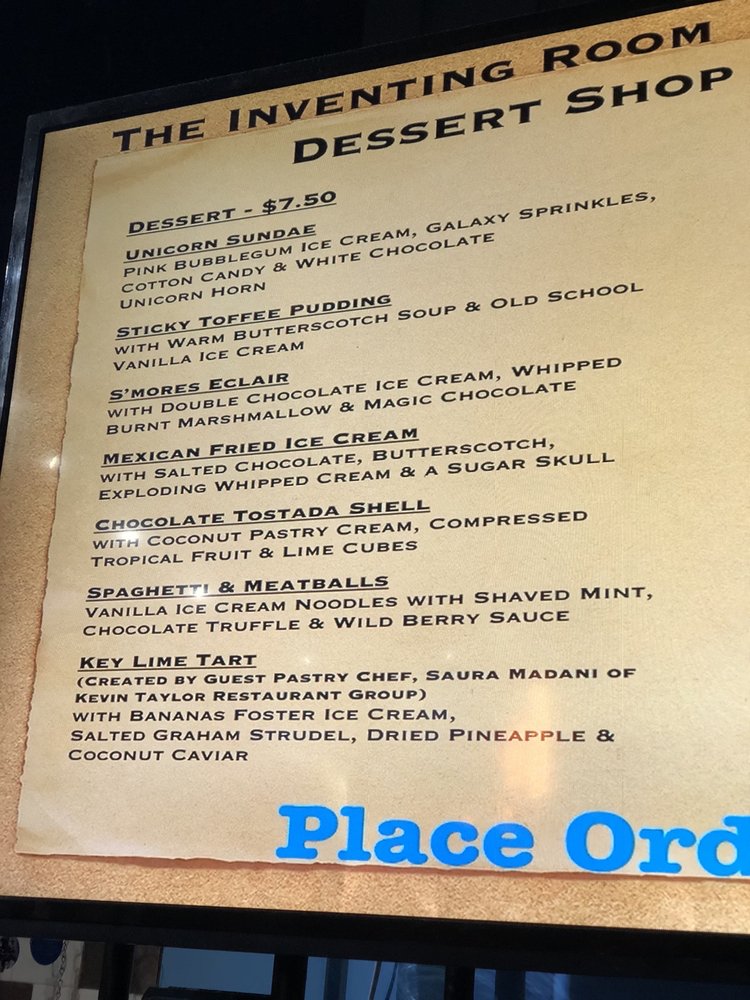 The Inventing Room
Dessert Shop
Dessert - $7.50
Unicorn Sundae
Pink Bubblegum Ice Cream, Galaxy Sprinkles,
Cotton Candy & White Chocolate
Unicorn Horn
Sticky Toffee Pudding
with Warm Butterscotch Soup & Old School
Vanilla Ice Cream
S'mores Eclair
with Double Chocolate Ice Cream, Whipped
Burnt Marshmallow & Magic Chocolate
Mexican Fried Ice Cream
with Salted Chocolate, Butterscotch,
Exploding Whipped Cream & a Sugar Skull
Chocolate Tostada Shell
with Coconut Pastry Cream, Compressed
Tropical Fruit & Lime Cubes
Spaghetti & Meatballs
Vanilla Ice Cream Noodles with Shaved Mint,
Chocolate Truffle & Wild Berry Sauce
Key Lime Tart
(Created by Guest Pastry Chef, Saura Madani of
Kevin Taylor Restaurant Group)
with Bananas Foster Ice Cream,
Salted Graham Strudel, Dried Pineapple &
Coconut Caviar
Place Ord